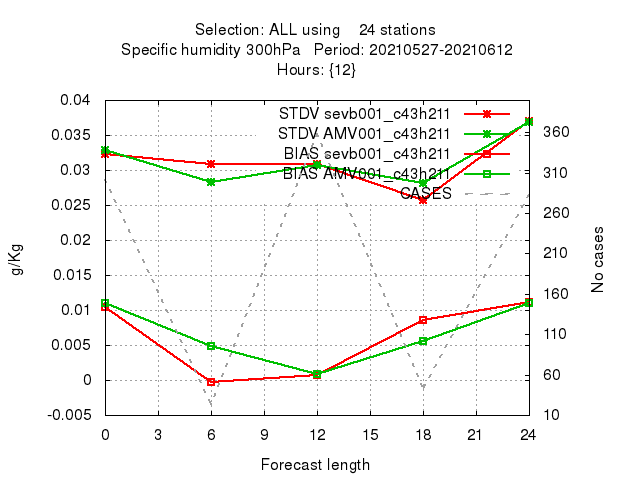 Selection: ALL using 24 stations
Specific humidity 300hPa Period: 20210527-20210612
Hours: {12}
STDV sevb001_c43h211
STDV AMV001_c43h211
BIAS sevb001_c43h211
BIAS AMV001_c43h211
CASES
0.04
0.035
0.03
0.025
0.02
0.015
0.01
0.005
0
-0.005
g/Kg
360
310
260
210
160
110
60
10
No cases
0 3 6 9 12 15 18 21 24
Forecast length